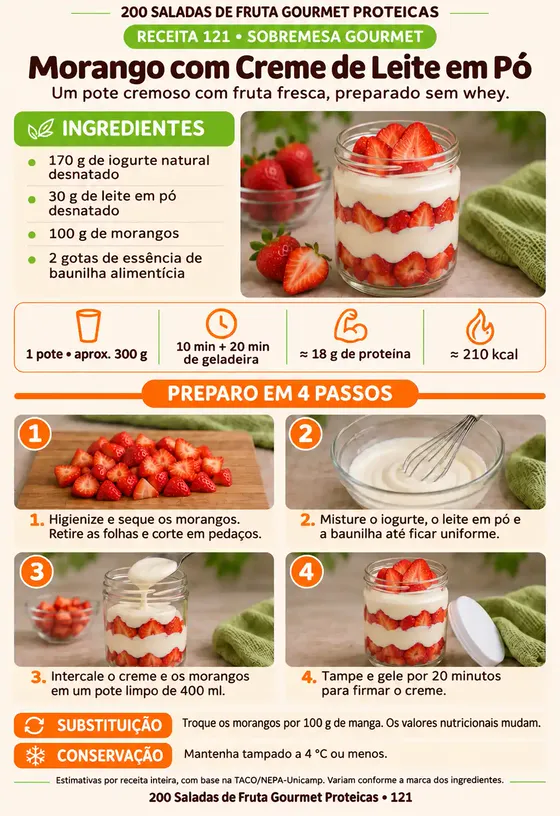 200 SALADAS DE FRUTA GOURMET PROTEICAS
RECEITA 121 • SOBREMESA GOURMET
Morango com Creme de Leite em Pó
Um pote cremoso com fruta fresca, preparado sem whey.
INGREDIENTES
• 170 g de iogurte natural
desnatado
• 30 g de leite em pó
desnatado
• 100 g de morangos
• 2 gotas de essência de
baunilha alimentícia
1 pote • aprox. 300 g
10 min + 20 min
de geladeira
≈ 18 g de proteína
≈ 210 kcal
PREPARO EM 4 PASSOS
1
1. Higienize e seque os morangos.
Retire as folhas e corte em pedaços.
2
2. Misture o iogurte, o leite em pó e
a baunilha até ficar uniforme.
3
3. Intercale o creme e os morangos
em um pote limpo de 400 ml.
4
4. Tampe e gele por 20 minutos
para firmar o creme.
SUBSTITUIÇÃO
Troque os morangos por 100 g de manga. Os valores nutricionais mudam.
CONSERVAÇÃO
Mantenha tampado a 4 °C ou menos.
Estimativas por receita inteira, com base na TACO/NEPA-Unicamp. Variam conforme a marca dos ingredientes.
200 Saladas de Fruta Gourmet Proteicas • 121